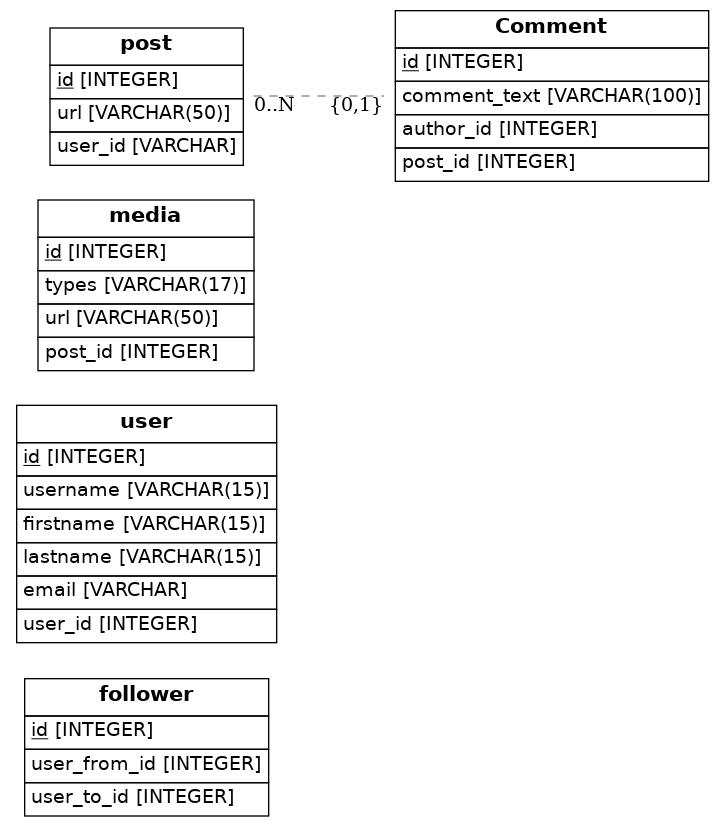 post
id [INTEGER]
url [VARCHAR(50)]
user_id [VARCHAR]
0..N {0,1}
Comment
id [INTEGER]
comment_text [VARCHAR(100)]
author_id [INTEGER]
post_id [INTEGER]
media
id [INTEGER]
types [VARCHAR(17)]
url [VARCHAR(50)]
post_id [INTEGER]
user
id [INTEGER]
username [VARCHAR(15)]
firstname [VARCHAR(15)]
lastname [VARCHAR(15)]
email [VARCHAR]
user_id [INTEGER]
follower
id [INTEGER]
user_from_id [INTEGER]
user_to_id [INTEGER]